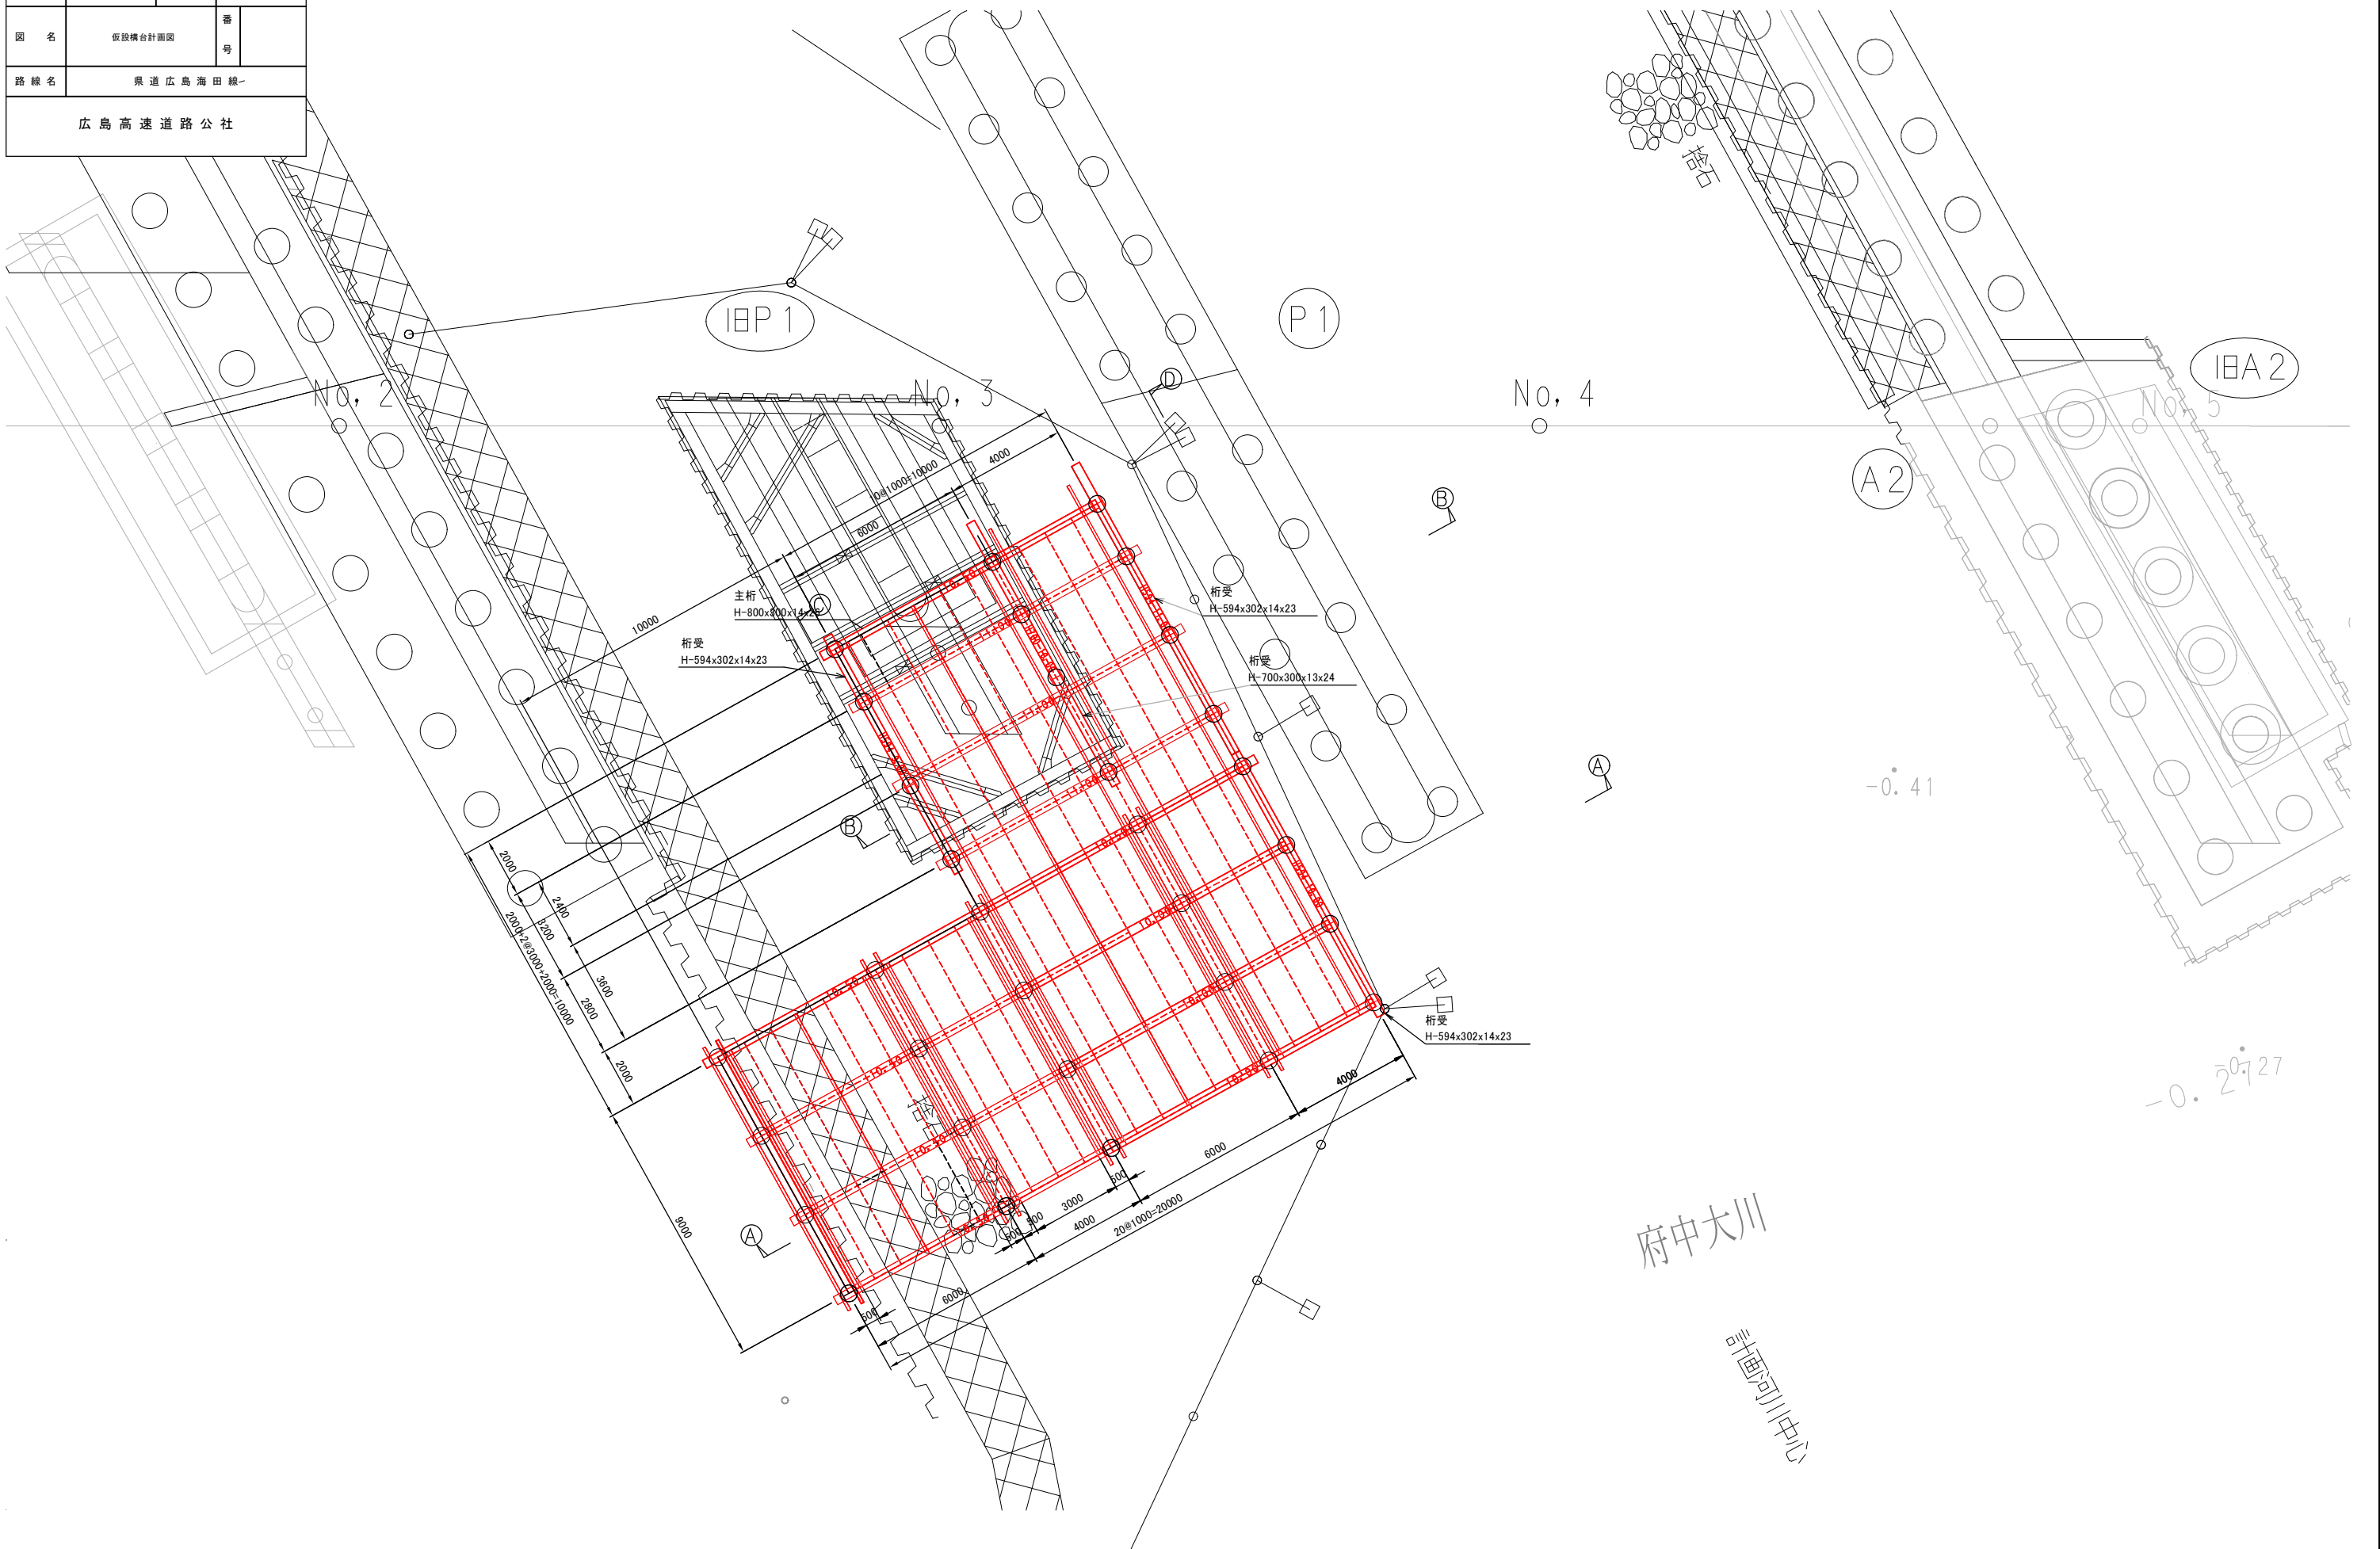 番
図 名
仮設構台計画図
号
路 線 名
県 道 広 島 海 田 線
広 島 高 速 道 路 公 社
捨石
旧P1
P1
旧A2
No, 2
No, 3
No, 4
No, 5
D
A2
4000
10@1000=10000
B
6000
主桁
C
桁受
H-594x302x14x23
10000
桁受
H-594x302x14x23
桁受
H-700x300x13x24
A
-0.41
B
2000
2400
3200
2000+2@3000+2000=10000
3600
2800
2000
桁受
H-594x302x14x23
4000
6000
500
3000
500
4000
20@1000=20000
500
6000
500
9000
A
府中大川
計画河川中心